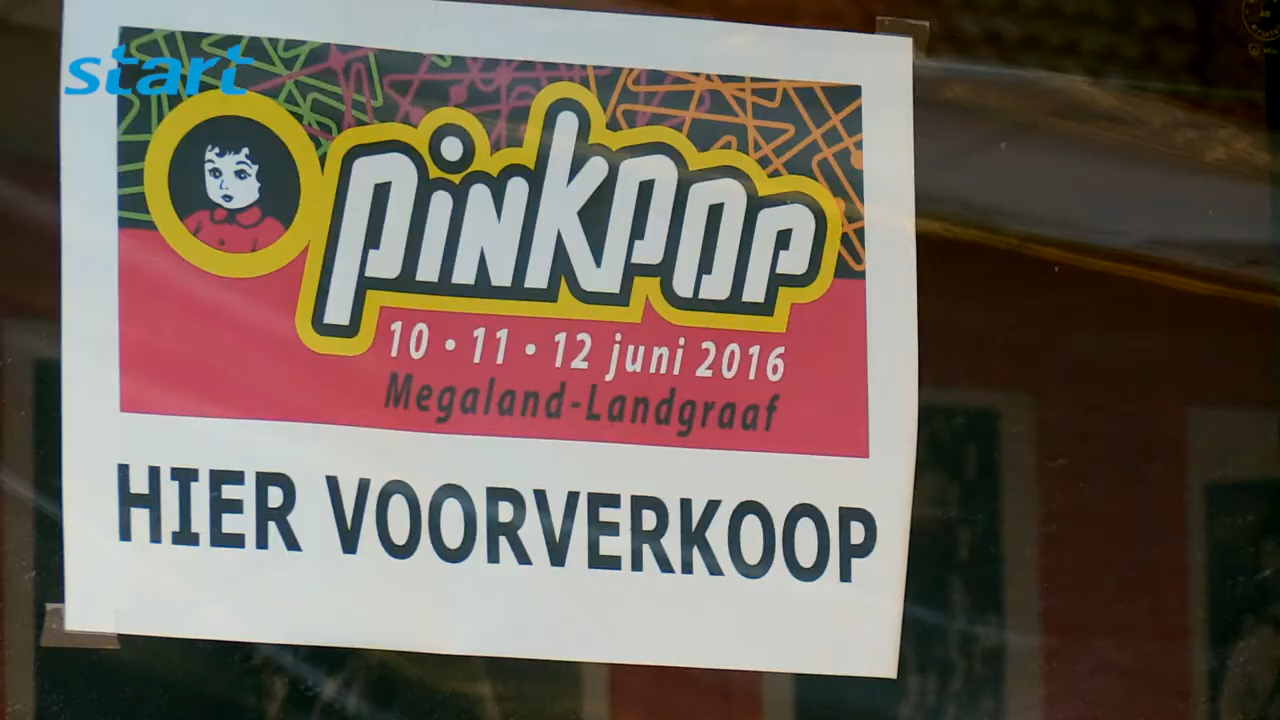 start
pinkpop
10 • 11 • 12 juni 2016
Megaland-Landgraaf
HIER VOORVERKOOP